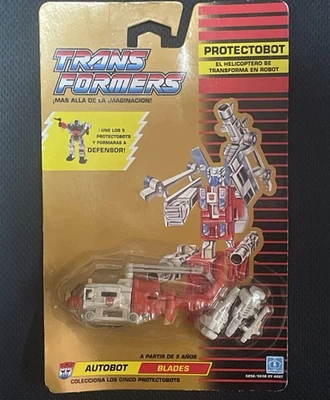 TRANS
FORMERS
¡MAS ALLA DE LA IMAGINACION!
PROTECTOBOT
EL HELICOPTERO SE
TRANSFORMA EN ROBOT
¡UNE LOS 5
PROTECTOBOTS
Y FORMARAS A
DEFENSOR!
A PARTIR DE 5 AÑOS
AUTOBOT
BLADES
COLECCIONA LOS CINCO PROTECTOBOTS